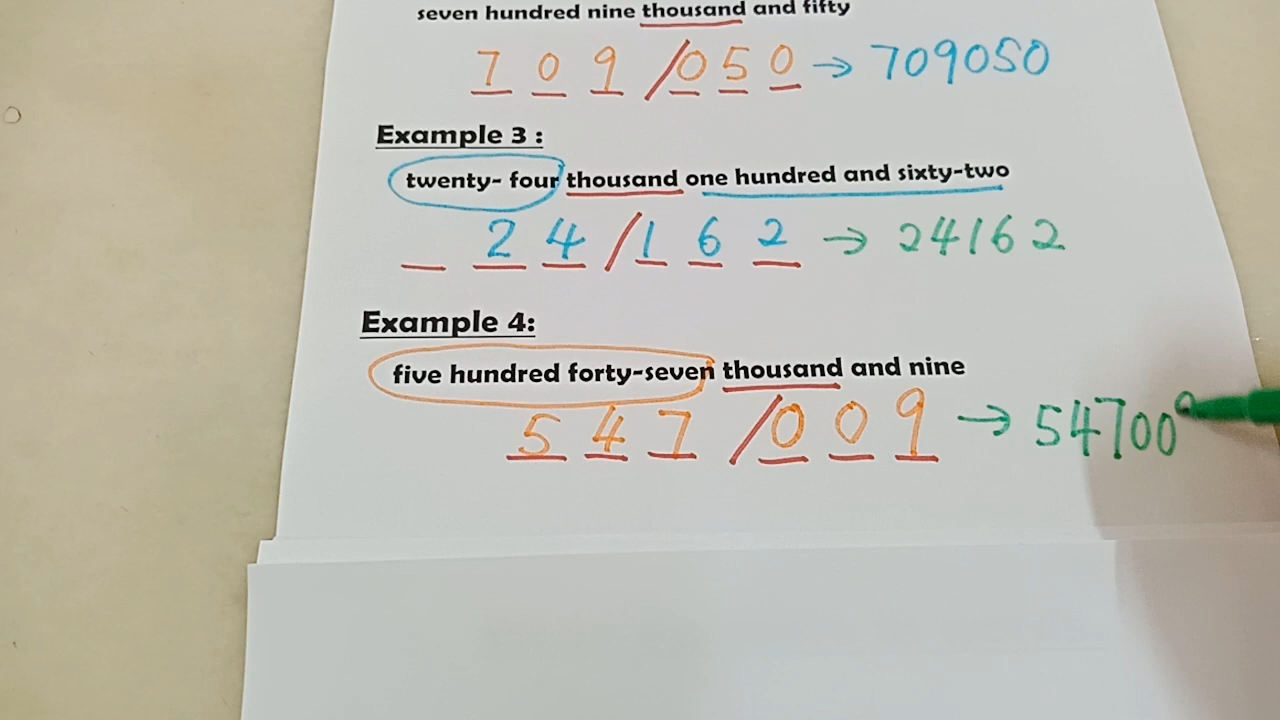 seven hundred nine thousand and fifty
7 0 9 / 0 5 0 → 709050
Example 3 :
twenty- four thousand one hundred and sixty-two
2 4 / 1 6 2 → 24162
Example 4:
five hundred forty-seven thousand and nine
5 4 7 / 0 0 9 → 547009